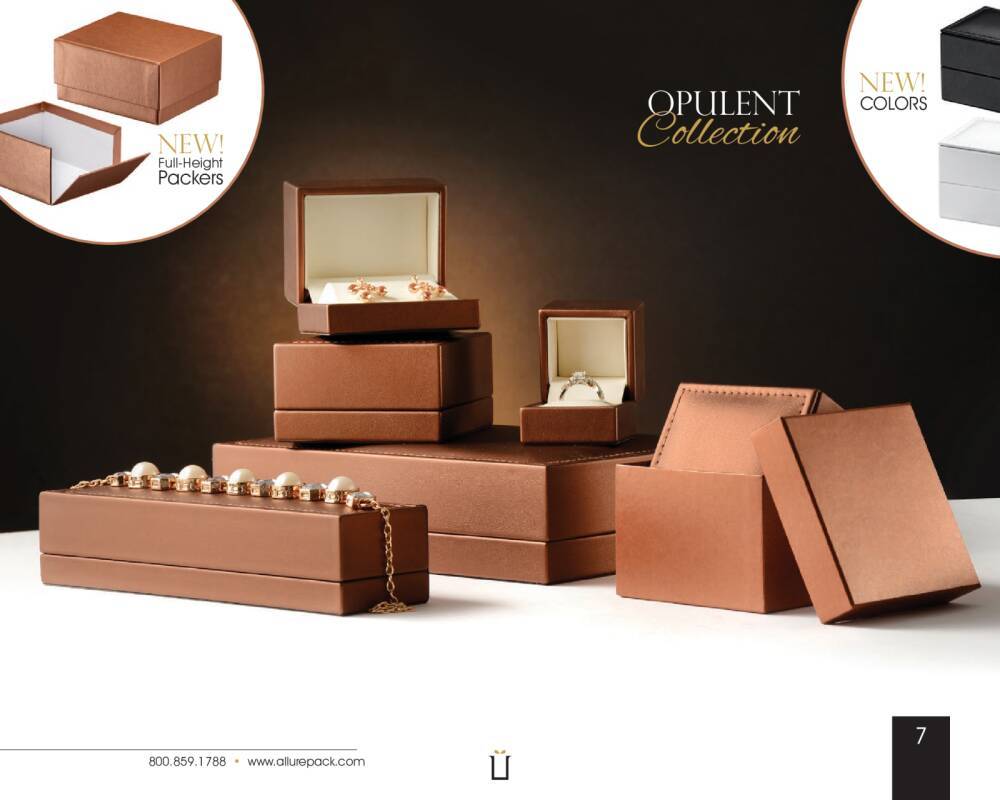 NEW!
Full-Height
Packers
OPULENT
Collection
NEW!
COLORS
7
800.859.1788 • www.allurepack.com